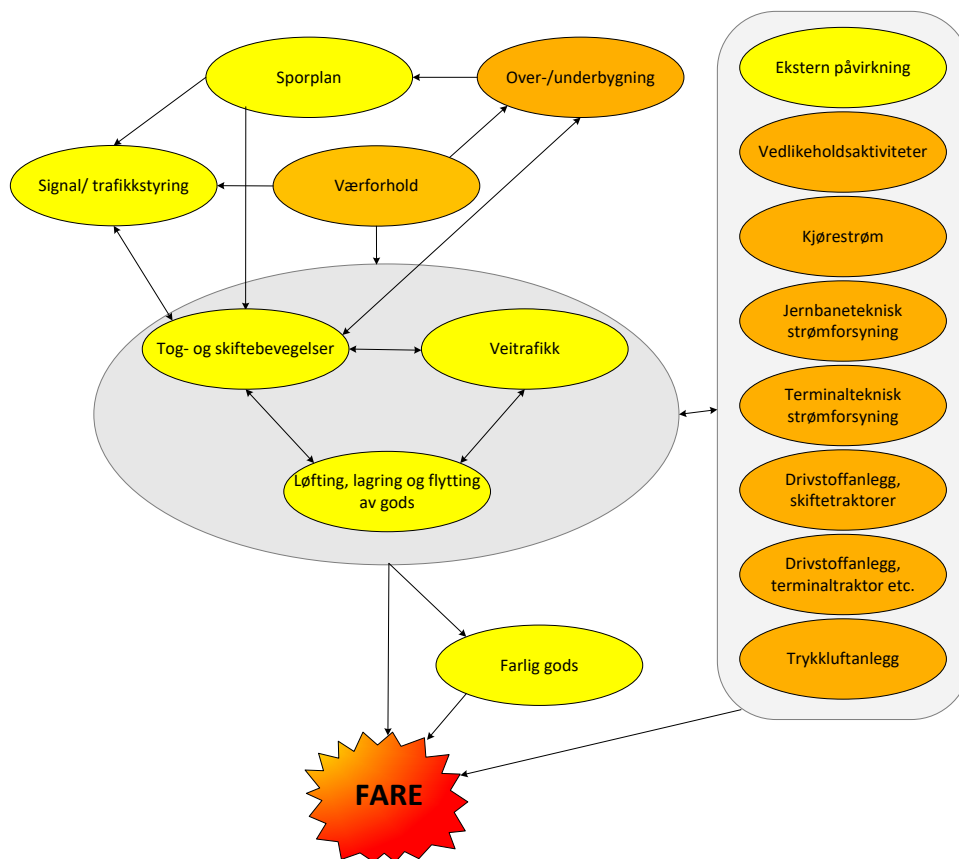 Sporplan
Over-/underbygning
Signal/ trafikkstyring
Værforhold
Tog- og skiftebevegelser
Veitrafikk
Løfting, lagring og flytting
av gods
Farlig gods
FARE
Ekstern påvirkning
Vedlikeholdsaktiviteter
Kjørestrøm
Jernbaneteknisk
strømforsyning
Terminalteknisk
strømforsyning
Drivstoffanlegg,
skiftetraktorer
Drivstoffanlegg,
terminaltraktor etc.
Trykkluftanlegg